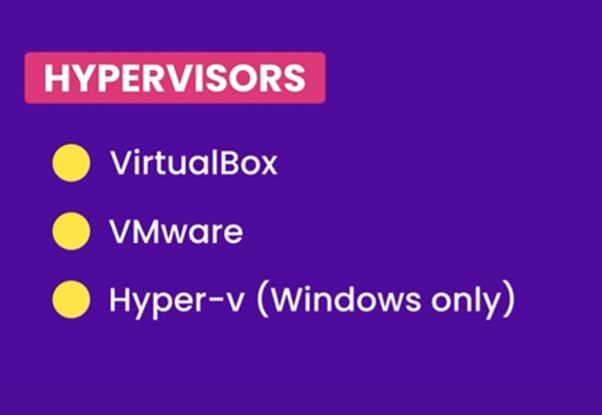 HYPERVISORS
VirtualBox
VMware
Hyper-v (Windows only)